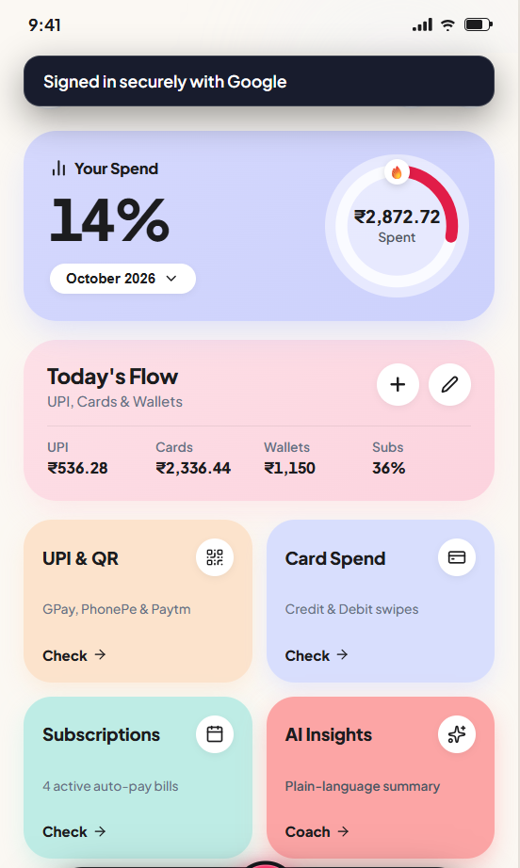 9:41
Signed in securely with Google
Your Spend
14%
October 2026
₹2,872.72
Spent
Today's Flow
UPI, Cards & Wallets
UPI Cards Wallets Subs
₹536.28 ₹2,336.44 ₹1,150 36%
UPI & QR
GPay, PhonePe & Paytm
Check →
Card Spend
Credit & Debit swipes
Check →
Subscriptions
4 active auto-pay bills
Check →
AI Insights
Plain-language summary
Coach →